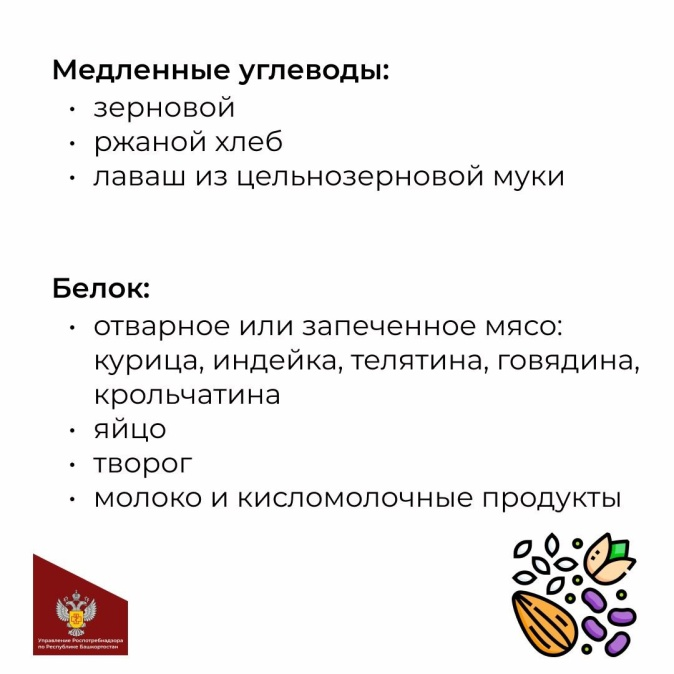 Медленные углеводы:
• зерновой
• ржаной хлеб
• лаваш из цельнозерновой муки
Белок:
• отварное или запеченное мясо:
курица, индейка, телятина, говядина,
крольчатина
• яйцо
• творог
• молоко и кисломолочные продукты
Управление Роспотребнадзора
по Республике Башкортостан